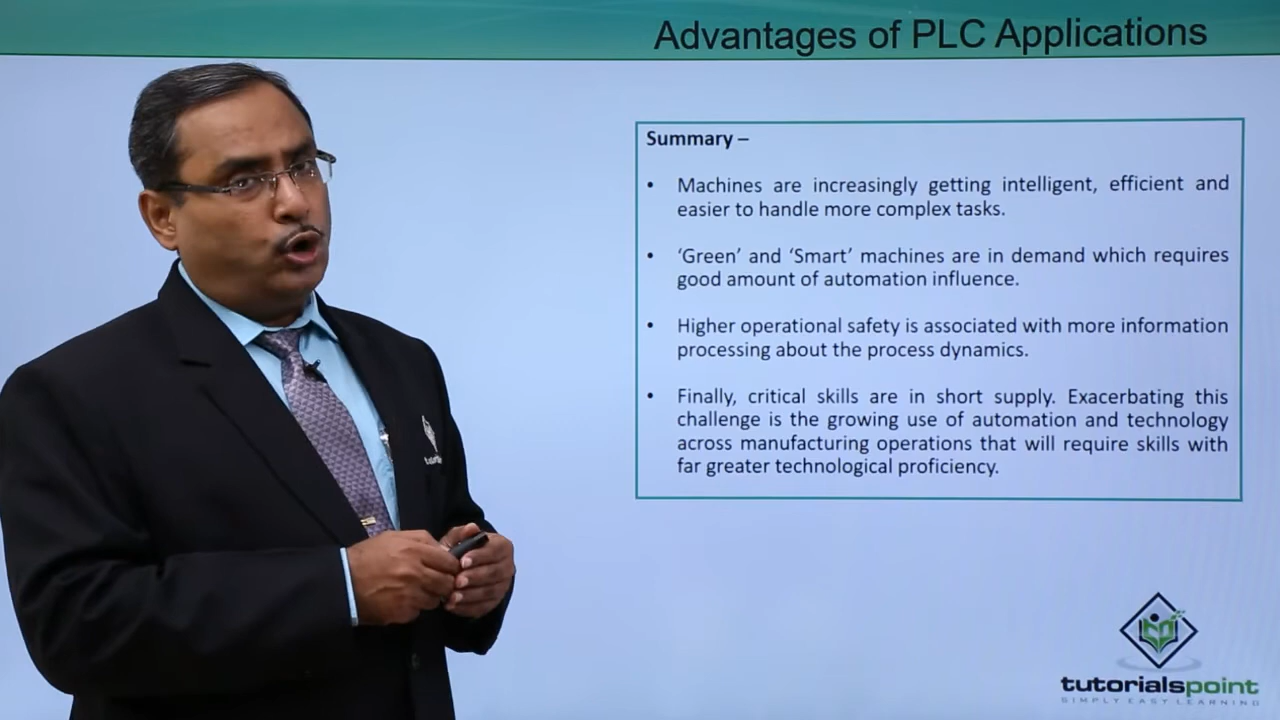 Advantages of PLC Applications
Summary –
• Machines are increasingly getting intelligent, efficient and
easier to handle more complex tasks.
• ‘Green’ and ‘Smart’ machines are in demand which requires
good amount of automation influence.
• Higher operational safety is associated with more information
processing about the process dynamics.
• Finally, critical skills are in short supply. Exacerbating this
challenge is the growing use of automation and technology
across manufacturing operations that will require skills with
far greater technological proficiency.
tutorialspoint
SIMPLY EASY LEARNING